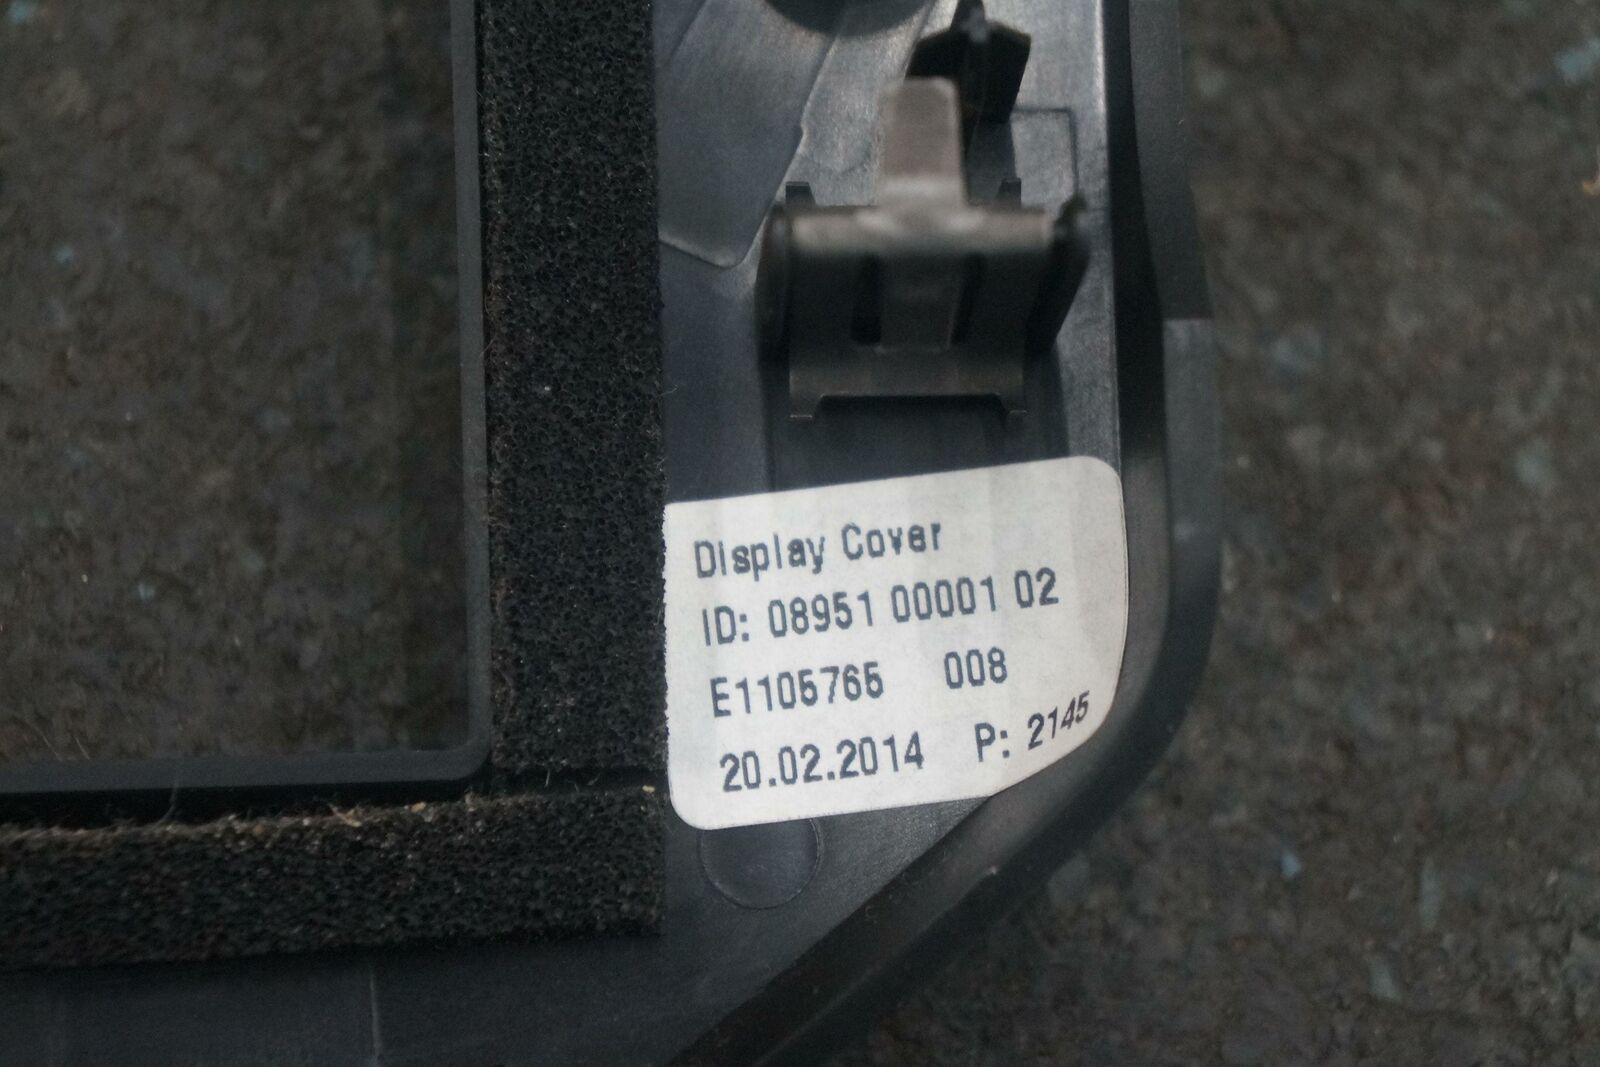 Display Cover
ID: 08951 00001 02
E1105765 008
20.02.2014 P: 2145